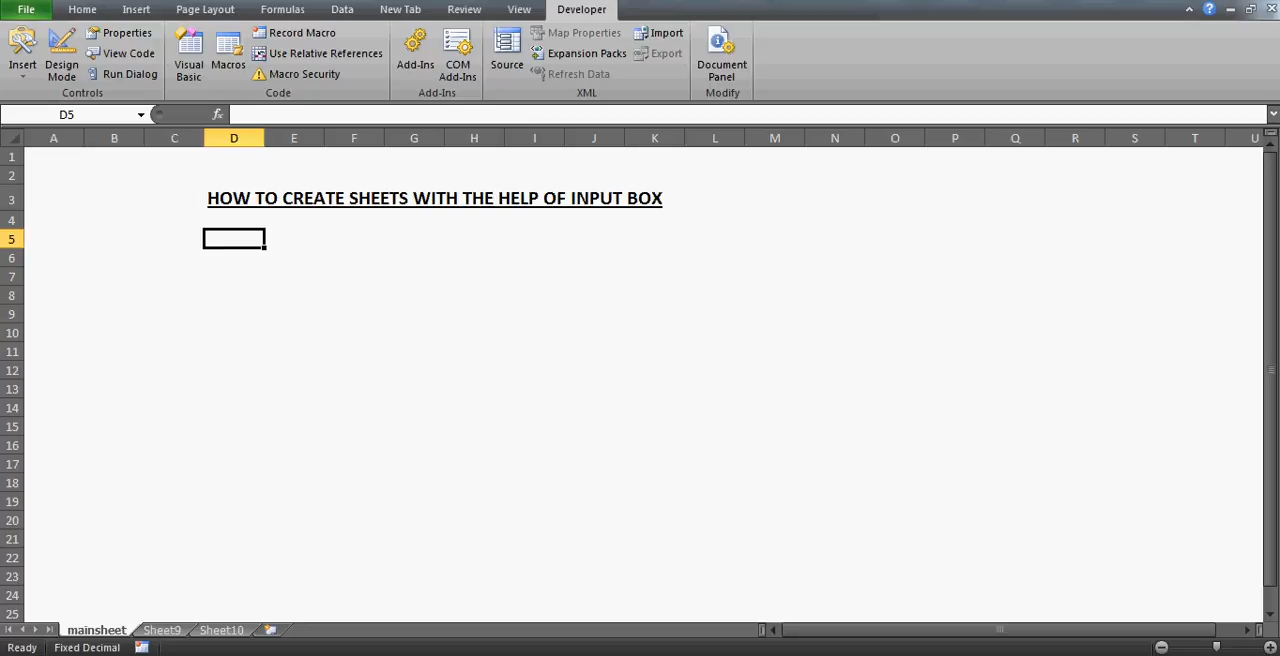 File Home Insert Page Layout Formulas Data New Tab Review View Developer
Insert Design Mode Properties View Code Run Dialog
Controls
Visual Basic Macros Record Macro Use Relative References Macro Security
Code
Add-Ins COM Add-Ins
Add-Ins
Source Map Properties Expansion Packs Refresh Data Import Export
XML
Document Panel
Modify
D5 fx
A B C D E F G H I J K L M N O P Q R S T U
1
2
3 HOW TO CREATE SHEETS WITH THE HELP OF INPUT BOX
4
5
6
7
8
9
10
11
12
13
14
15
16
17
18
19
20
21
22
23
24
25
mainsheet Sheet9 Sheet10
Ready Fixed Decimal